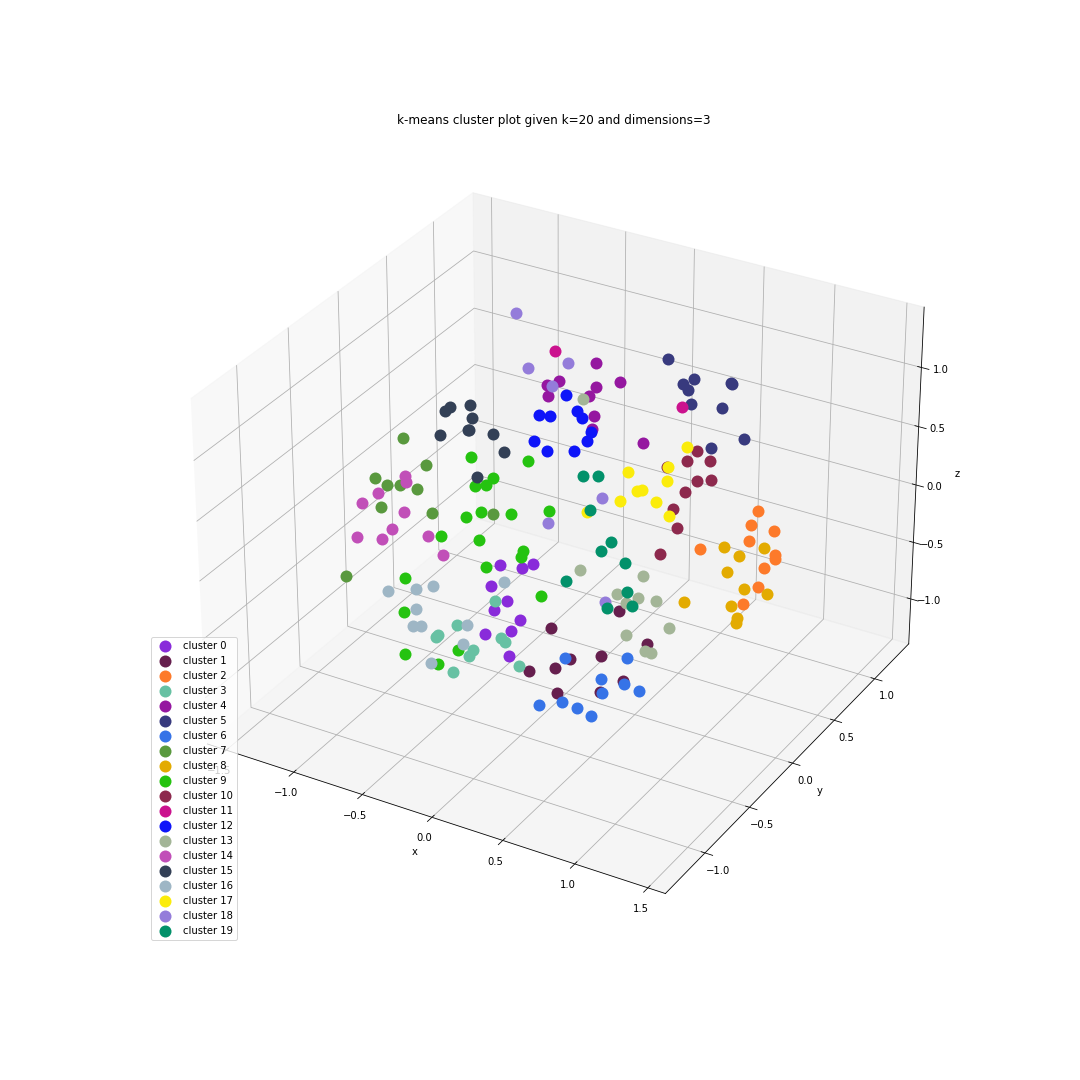 k-means cluster plot given k=20 and dimensions=3
1.0
0.5
0.0
−0.5
−1.0
z
1.0
0.5
0.0
−0.5
−1.0
y
−1.0
−0.5
0.0
0.5
1.0
1.5
x
cluster 0
cluster 1
cluster 2
cluster 3
cluster 4
cluster 5
cluster 6
cluster 7
cluster 8
cluster 9
cluster 10
cluster 11
cluster 12
cluster 13
cluster 14
cluster 15
cluster 16
cluster 17
cluster 18
cluster 19